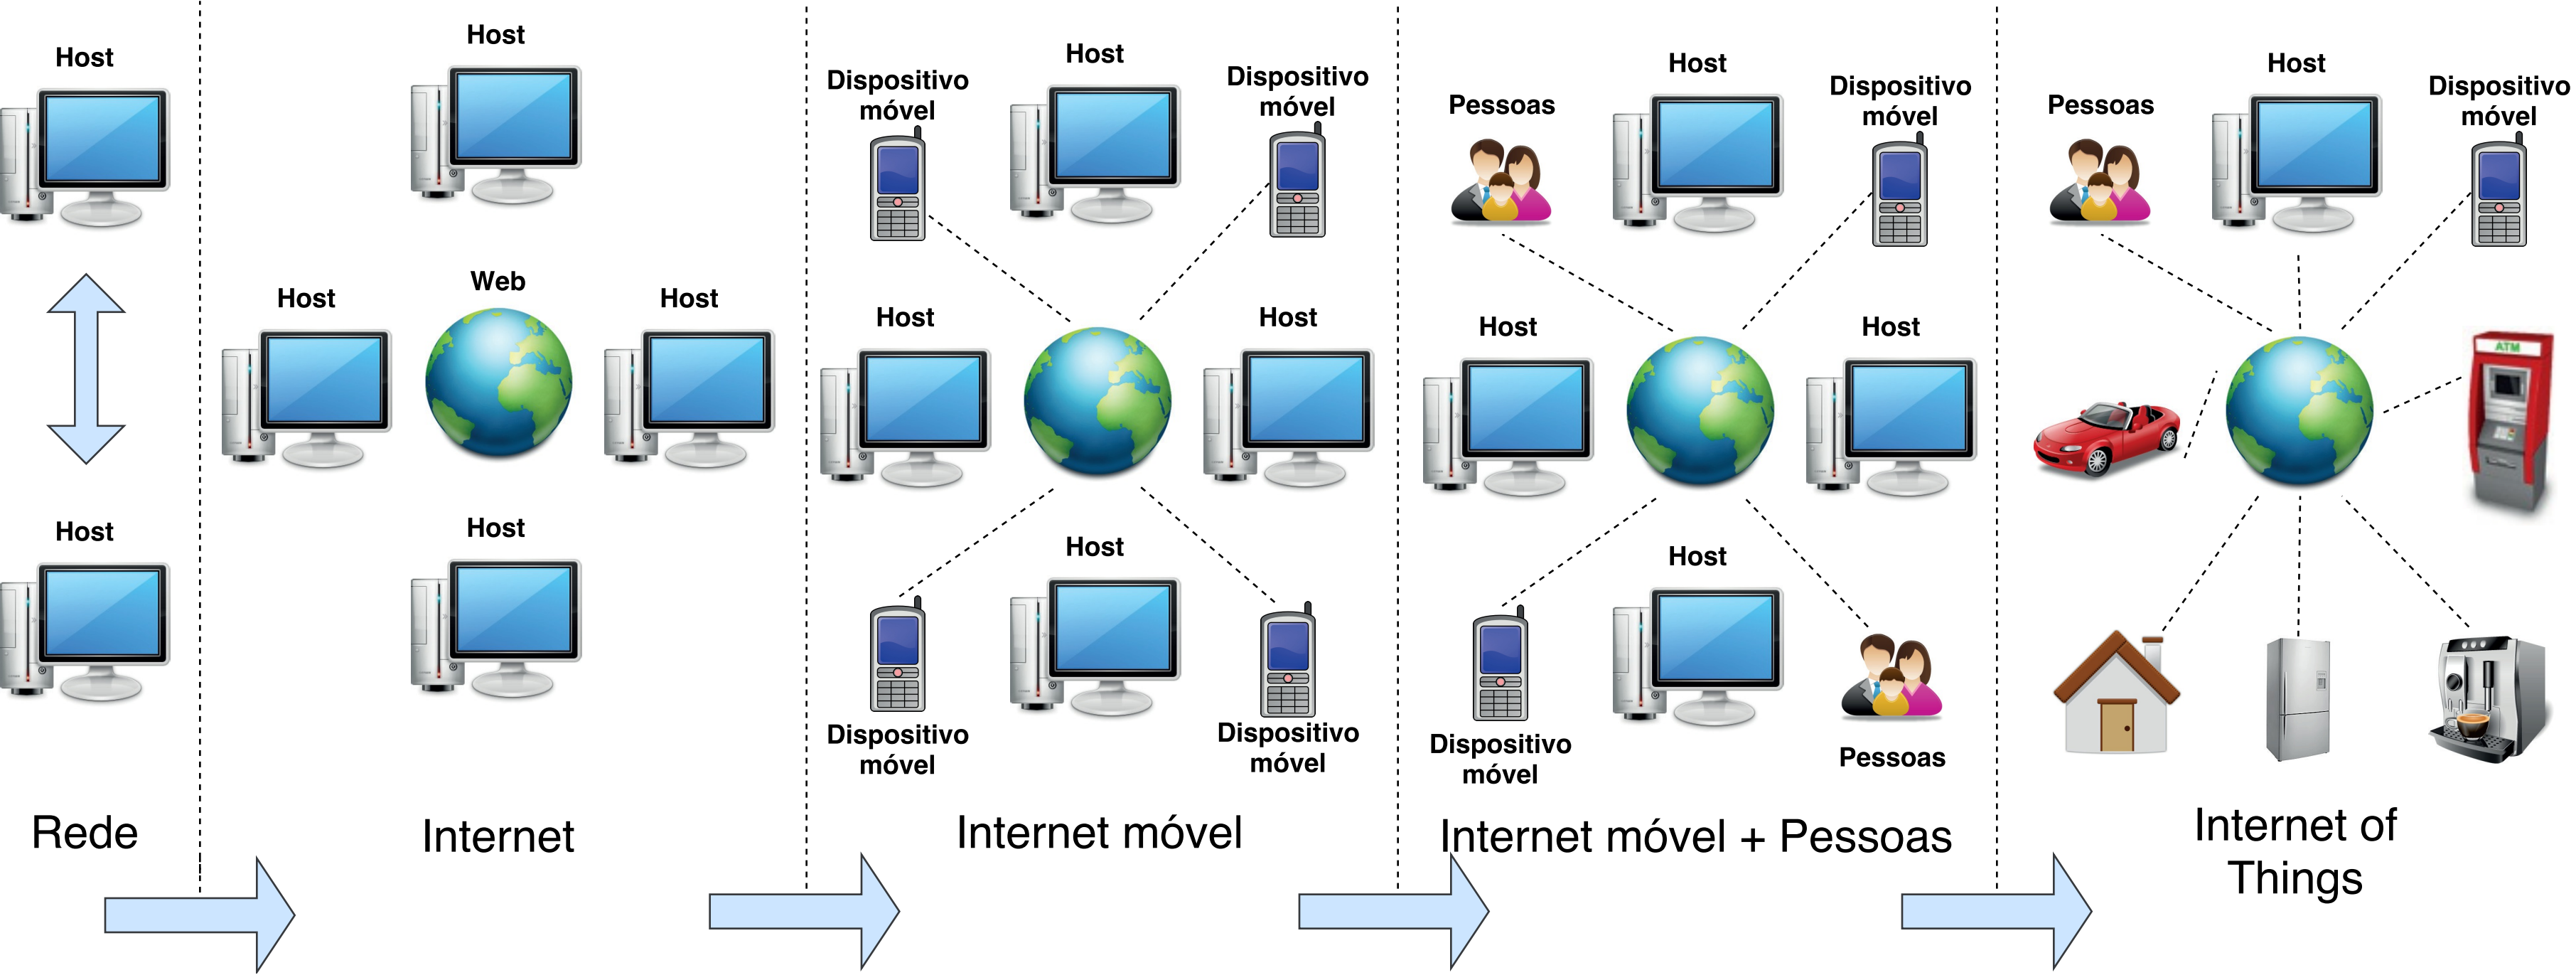 Host
Host
Rede
Host
Web
Host
Host
Host
Internet
Dispositivo
móvel
Host
Dispositivo
móvel
Host
Host
Host
Dispositivo
móvel
Dispositivo
móvel
Internet móvel
Pessoas
Host
Dispositivo
móvel
Host
Host
Host
Dispositivo
móvel
Pessoas
Internet móvel + Pessoas
Pessoas
Host
Dispositivo
móvel
ATM
Internet of
Things